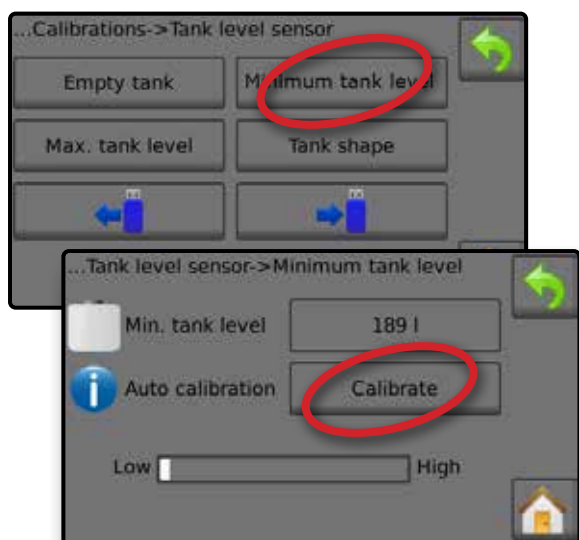 ...Calibrations->Tank level sensor
Empty tank
Minimum tank level
Max. tank level
Tank shape
...Tank level sensor->Minimum tank level
Min. tank level
189 l
Auto calibration
Calibrate
Low
High